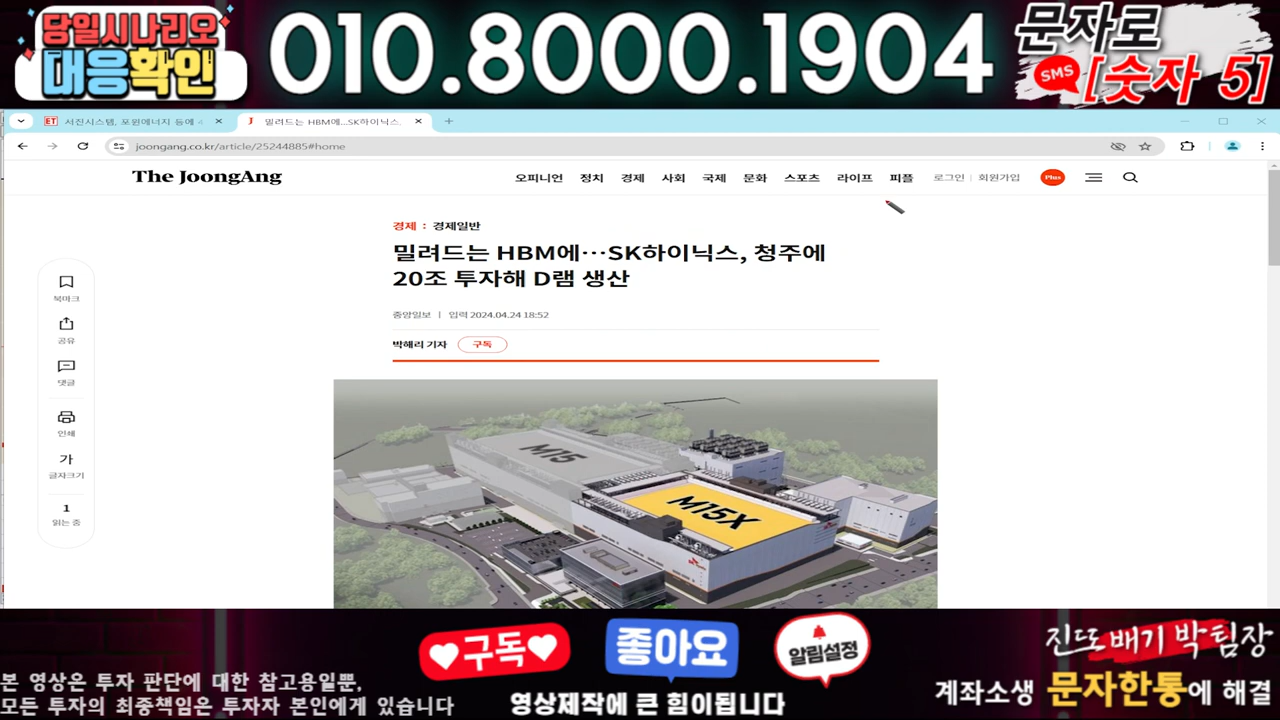 당일시나리오
대응확인
010.8000.1904
문자로
SMS
[숫자 5]
ET 서진시스템, 포윈에너지 등에
J 밀려드는 HBM에…SK하이닉스,
joongang.co.kr/article/25244885#home
The JoongAng
오피니언 정치 경제 사회 국제 문화 스포츠 라이프 피플 로그인 | 회원가입 Plus
경제 : 경제일반
밀려드는 HBM에…SK하이닉스, 청주에
20조 투자해 D램 생산
중앙일보 | 입력 2024.04.24 18:52
박해리 기자 구독
북마크
공유
댓글
인쇄
가
글자크기
1
읽는 중
M15
M15X
구독
좋아요
알림설정
영상제작에 큰 힘이됩니다
본 영상은 투자 판단에 대한 참고용일뿐,
모든 투자의 최종책임은 투자자 본인에게 있습니다
진또배기 박팀장
계좌소생 문자한통에 해결